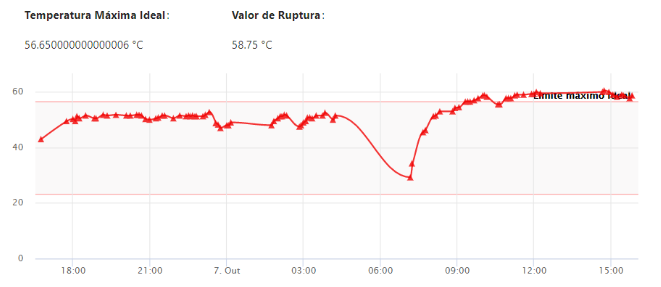 Temperatura Máxima Ideal: Valor de Ruptura:
56.650000000000006 °C 58.75 °C
60
Limite máximo ideal
40
20
0
18:00 21:00 7. Out 03:00 06:00 09:00 12:00 15:00